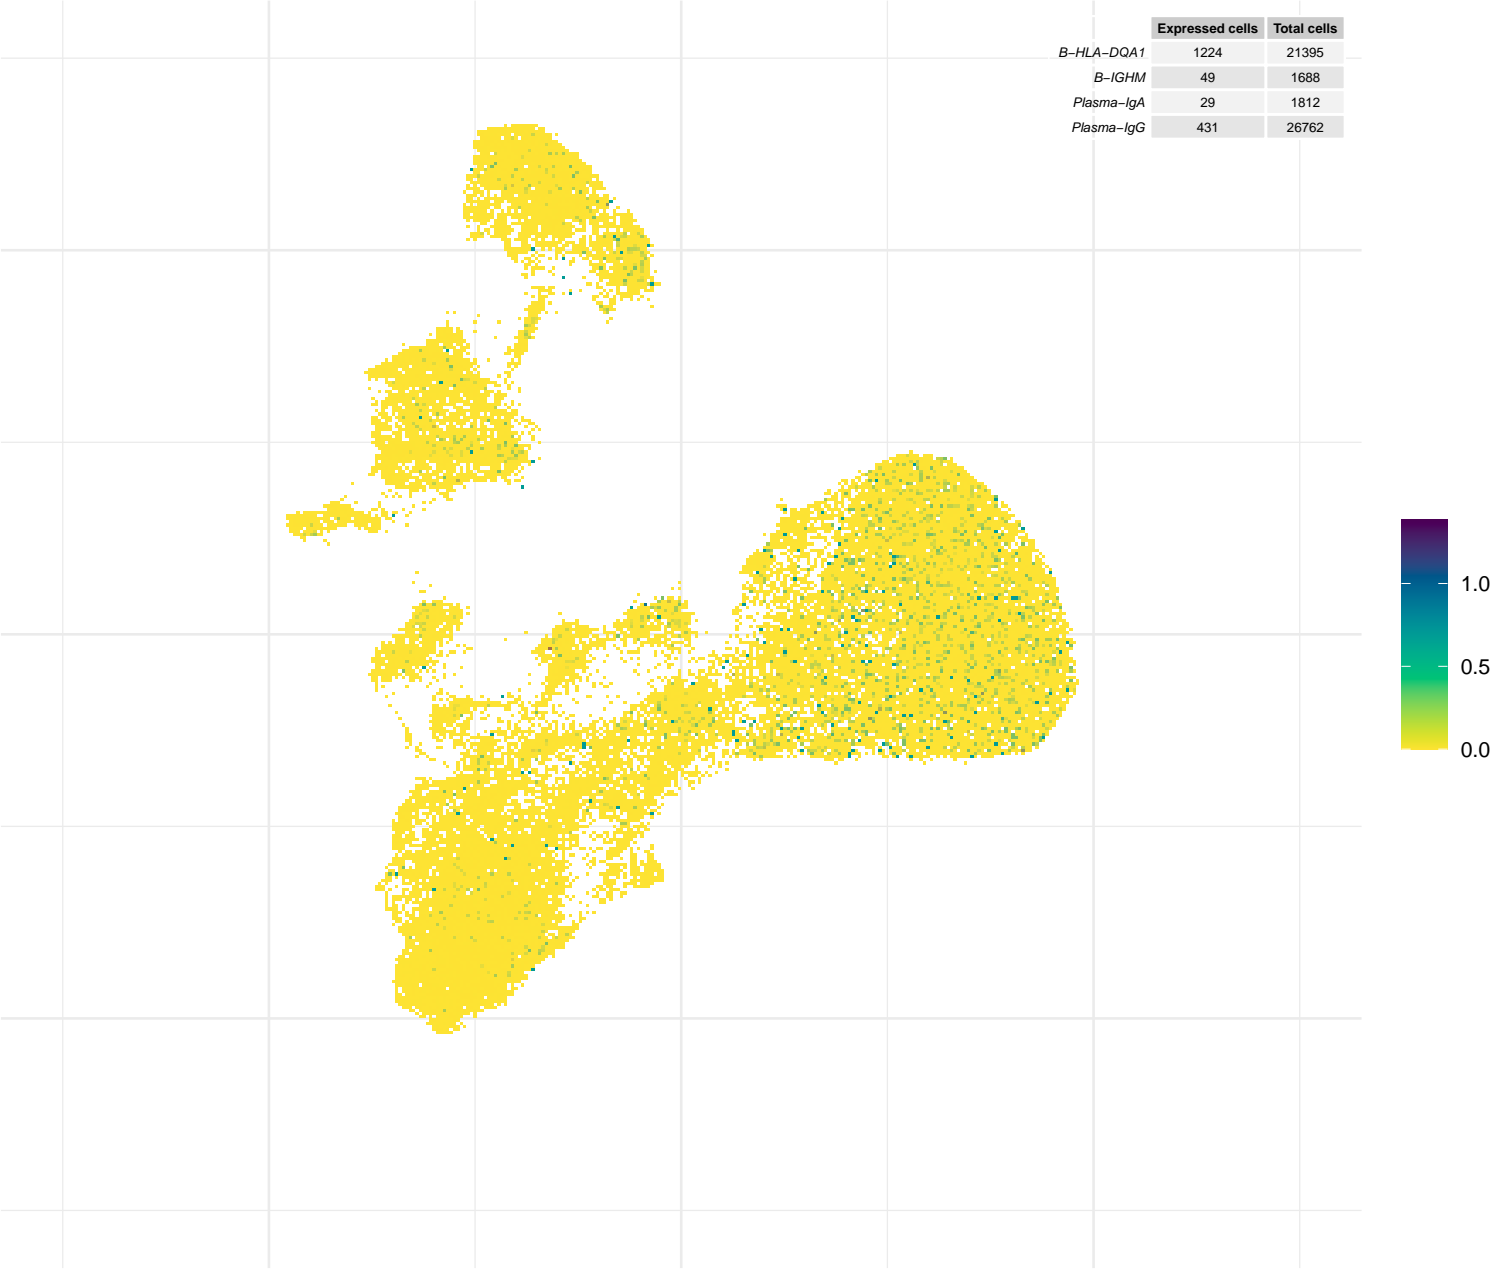 Expressed cells Total cells
B−HLA−DQA1 1224 21395
B−IGHM 49 1688
Plasma−IgA 29 1812
Plasma−IgG 431 26762
1.0
0.5
0.0